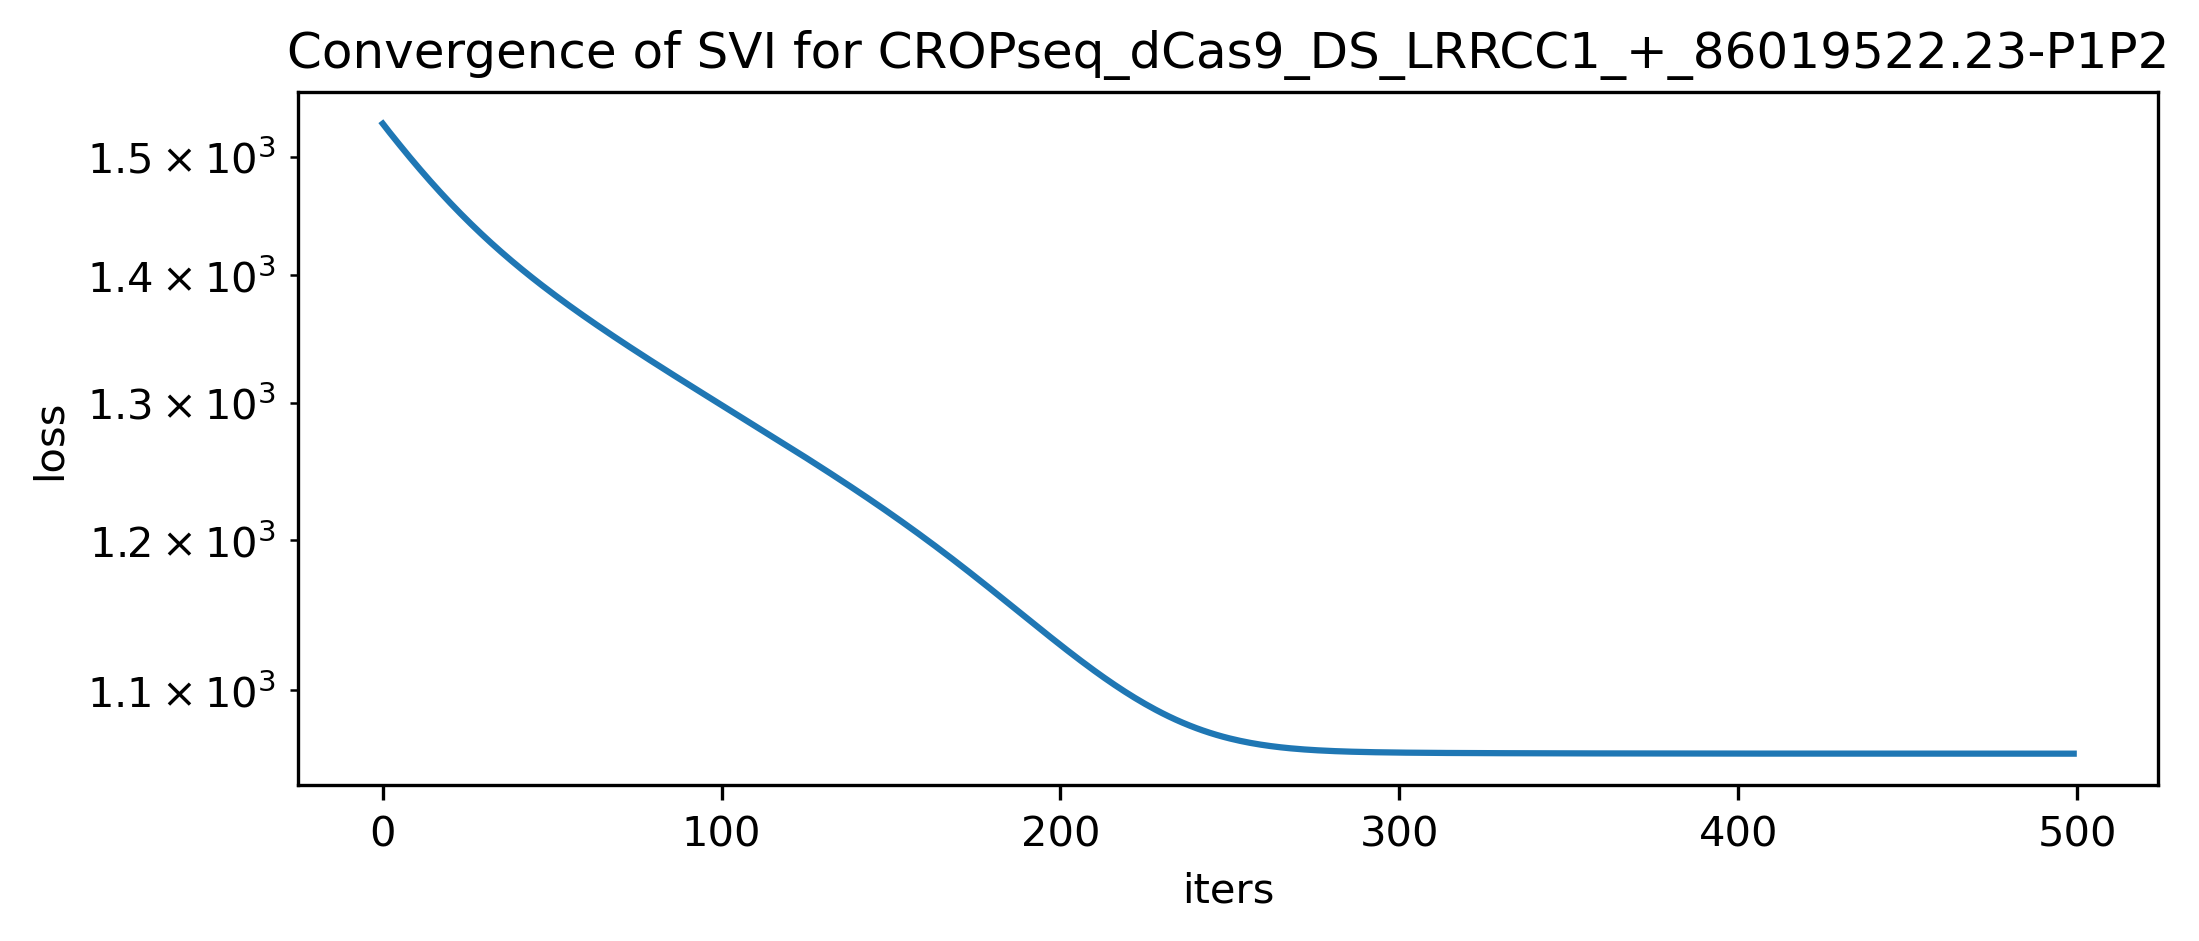 Convergence of SVI for CROPseq_dCas9_DS_LRRCC1_+_86019522.23-P1P2
1.5 × 10³
1.4 × 10³
1.3 × 10³
1.2 × 10³
1.1 × 10³
loss
0 100 200 300 400 500
iters